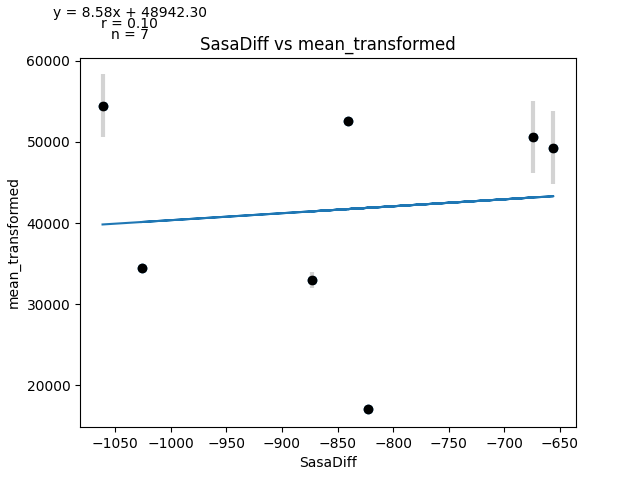 y = 8.58x + 48942.30
r = 0.10
n = 7
SasaDiff vs mean_transformed
60000
50000
40000
30000
20000
mean_transformed
−1050 −1000 −950 −900 −850 −800 −750 −700 −650
SasaDiff